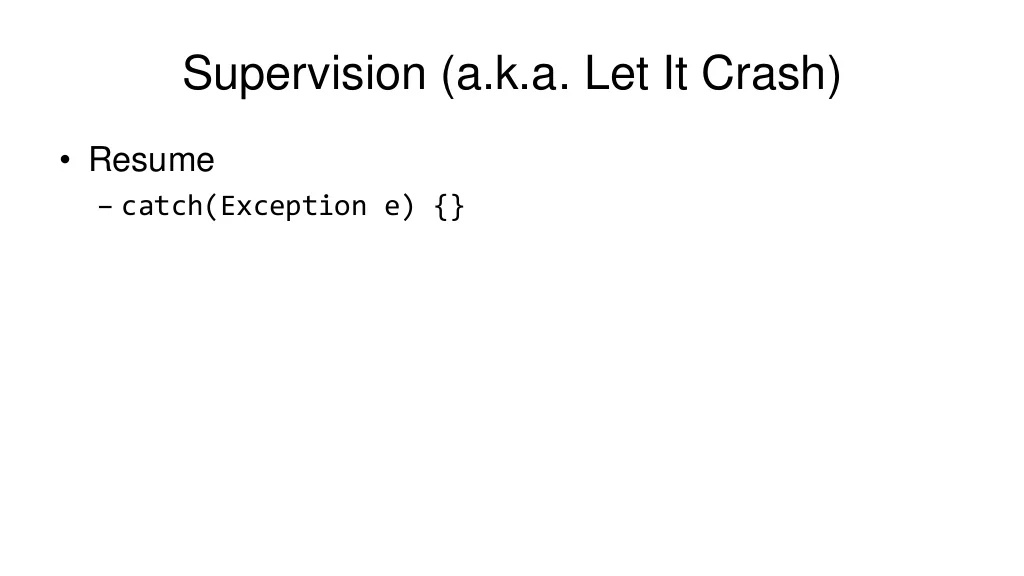 Supervision (a.k.a. Let It Crash)
• Resume
– catch(Exception e) {}